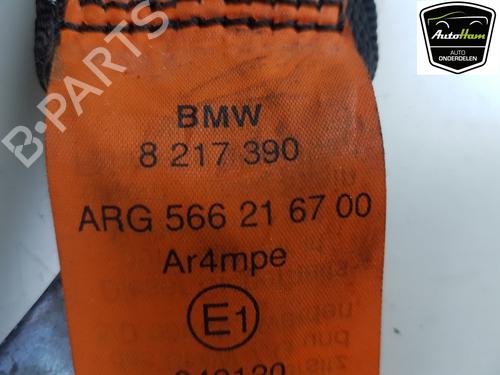 AutoHam
AUTO
ONDERDELEN
B-PARTS
BMW
8 217 390
ARG 566 21 67 00
Ar4mpe
E1